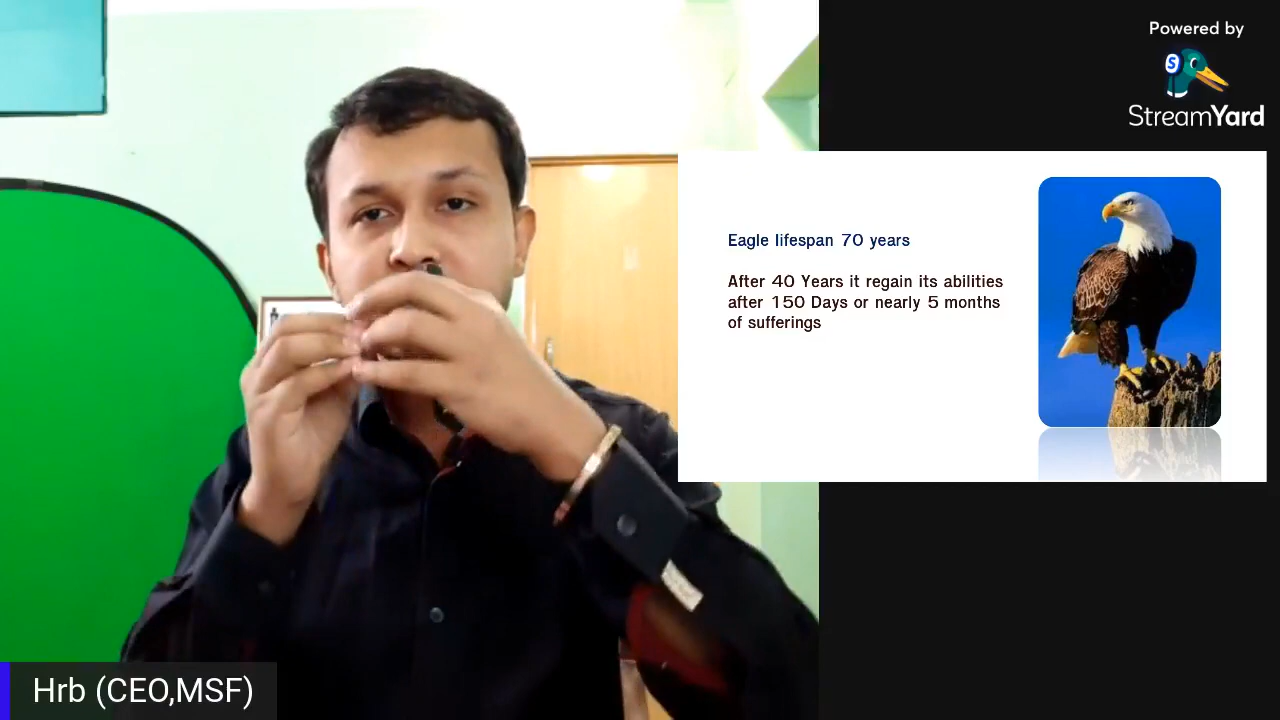 Powered by
S
StreamYard
Eagle lifespan 70 years
After 40 Years it regain its abilities
after 150 Days or nearly 5 months
of sufferings
Hrb (CEO,MSF)